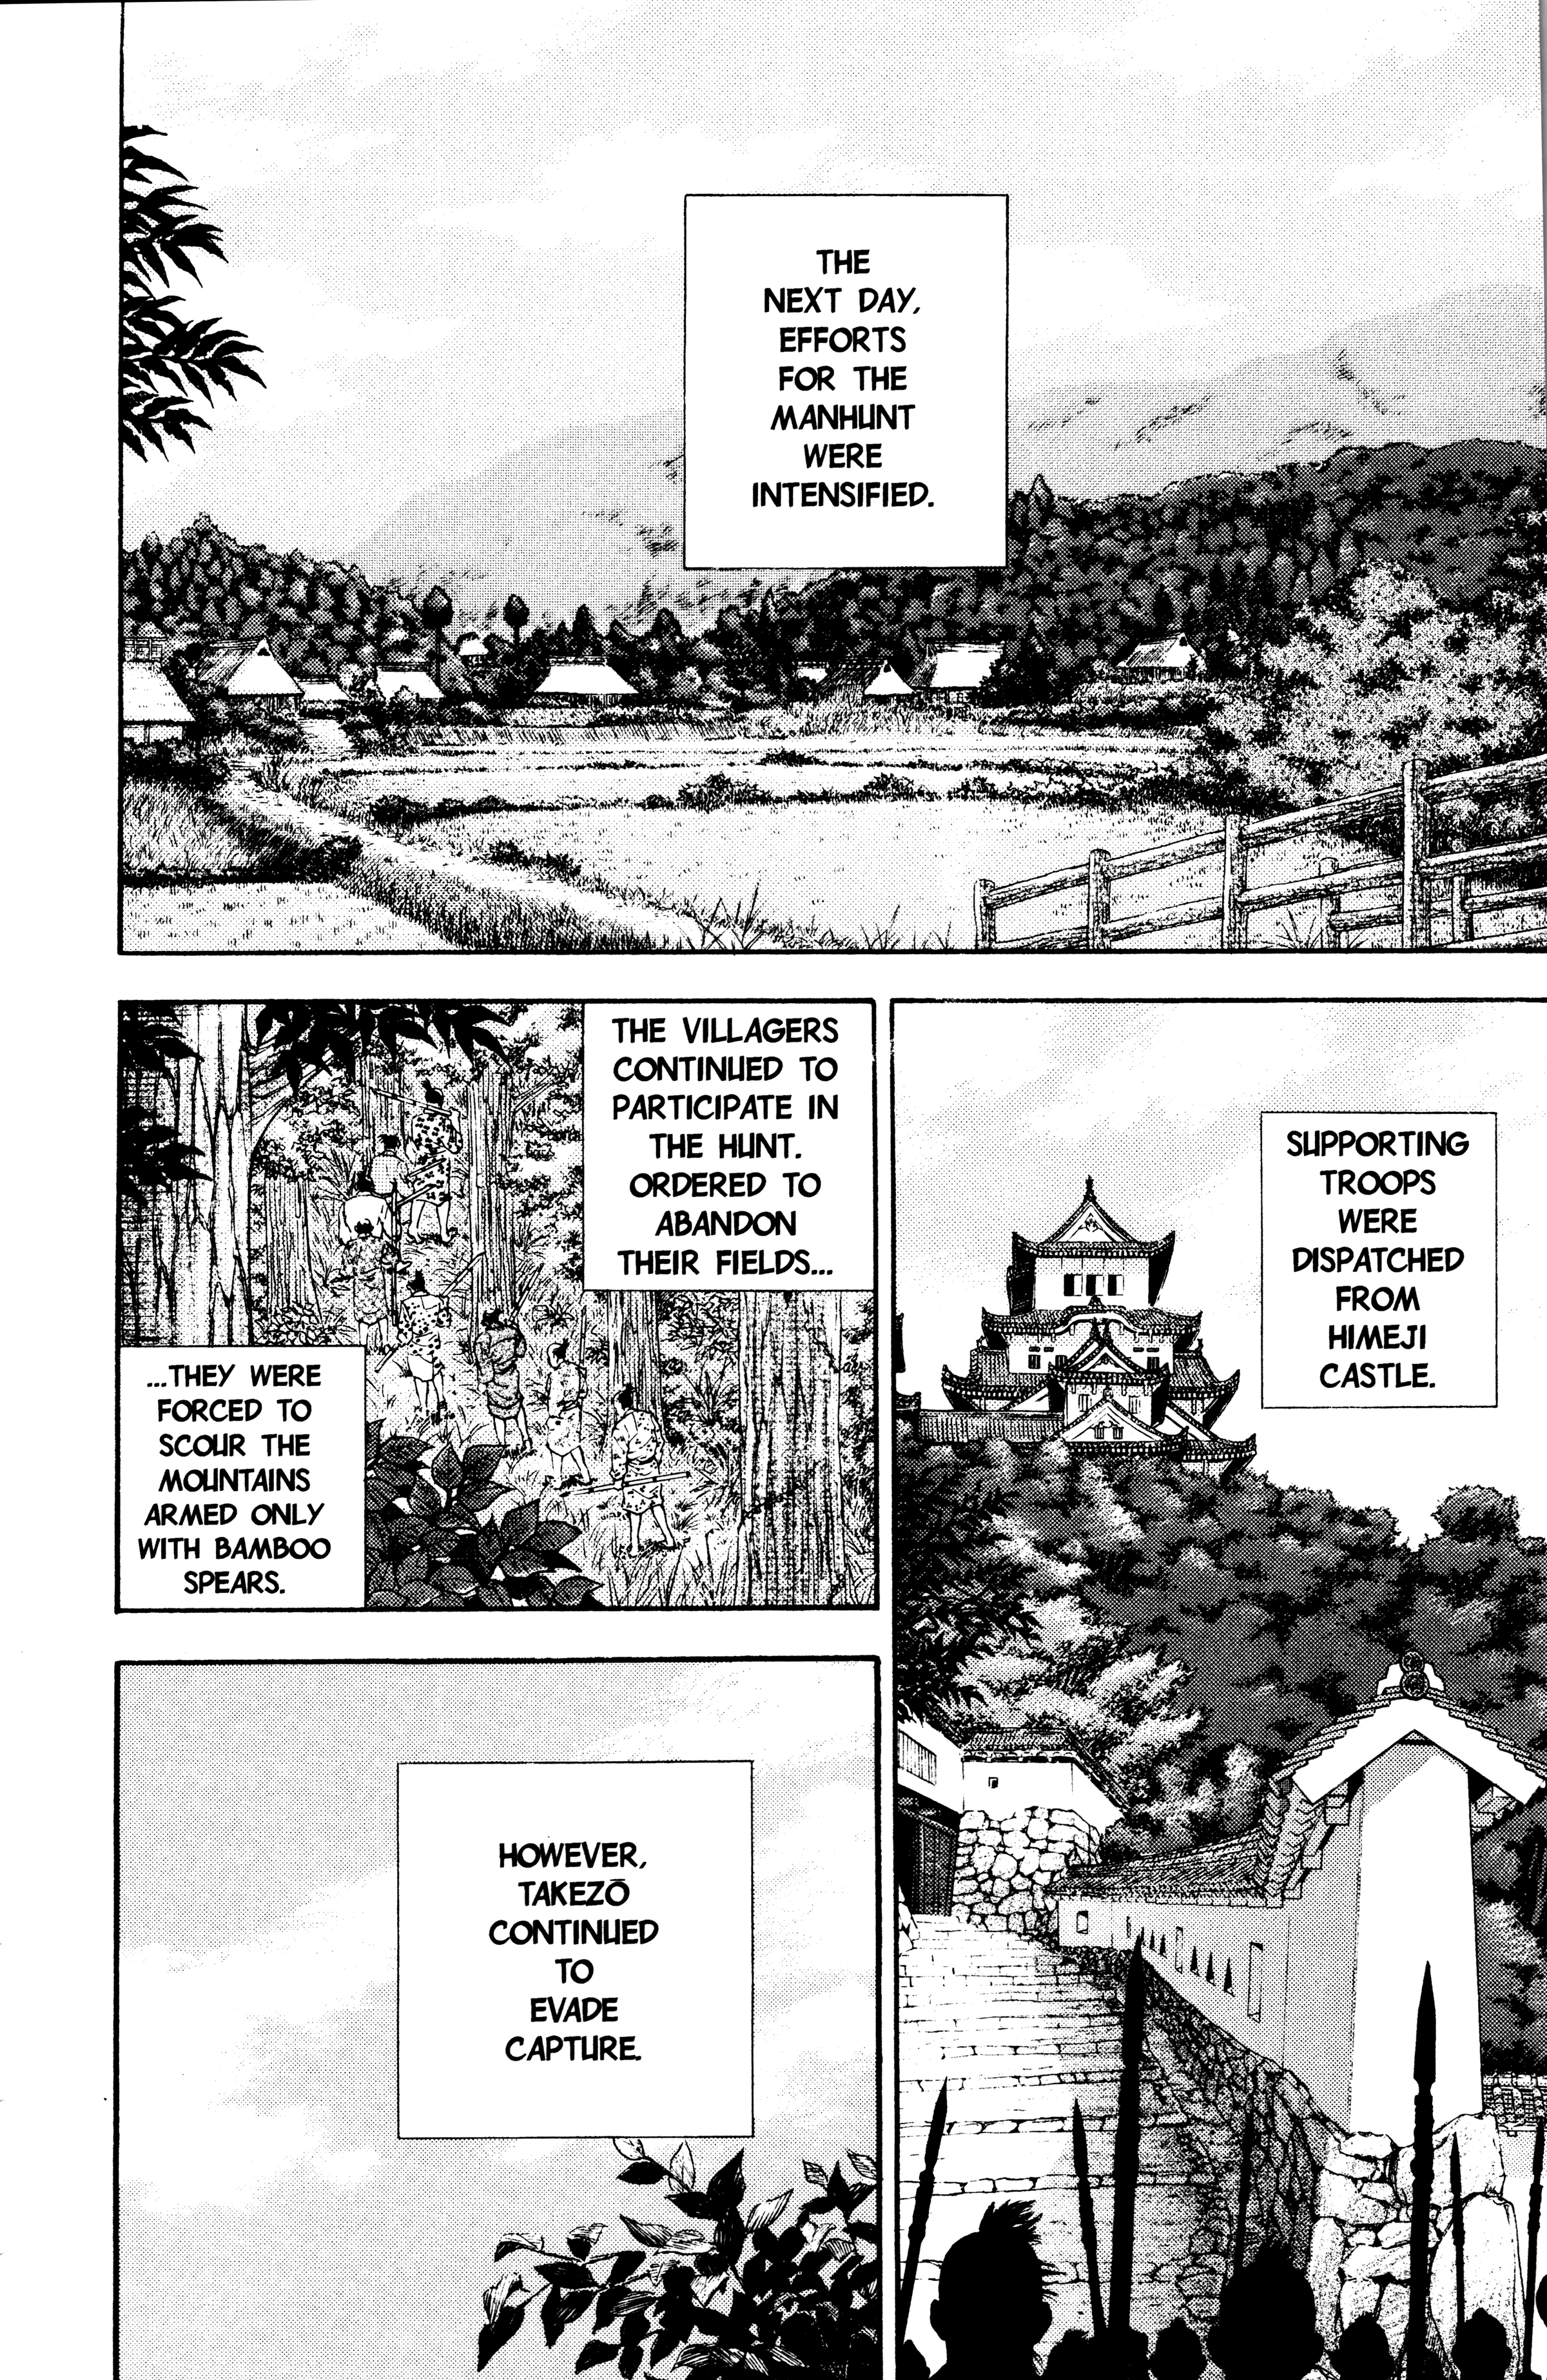 THE
NEXT DAY,
EFFORTS
FOR THE
MANHUNT
WERE
INTENSIFIED.
SUPPORTING
TROOPS
WERE
DISPATCHED
FROM
HIMEJI
CASTLE.
THE VILLAGERS
CONTINUED TO
PARTICIPATE IN
THE HUNT.
ORDERED TO
ABANDON
THEIR FIELDS...
...THEY WERE
FORCED TO
SCOUR THE
MOUNTAINS
ARMED ONLY
WITH BAMBOO
SPEARS.
HOWEVER,
TAKEZŌ
CONTINUED
TO
EVADE
CAPTURE.